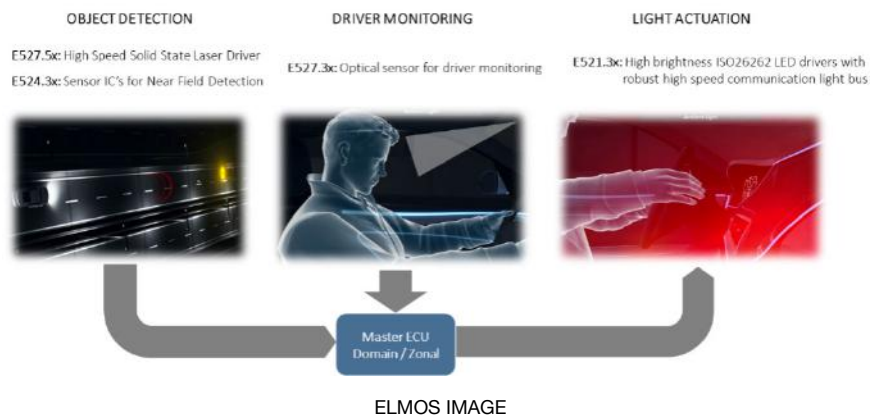 OBJECT DETECTION
E527.5x: High Speed Solid State Laser Driver
E524.3x: Sensor IC's for Near Field Detection
DRIVER MONITORING
E527.3x: Optical sensor for driver monitoring
LIGHT ACTUATION
E521.3x: High brightness ISO26262 LED drivers with
robust high speed communication light bus
Master ECU
Domain / Zonal
ELMOS IMAGE